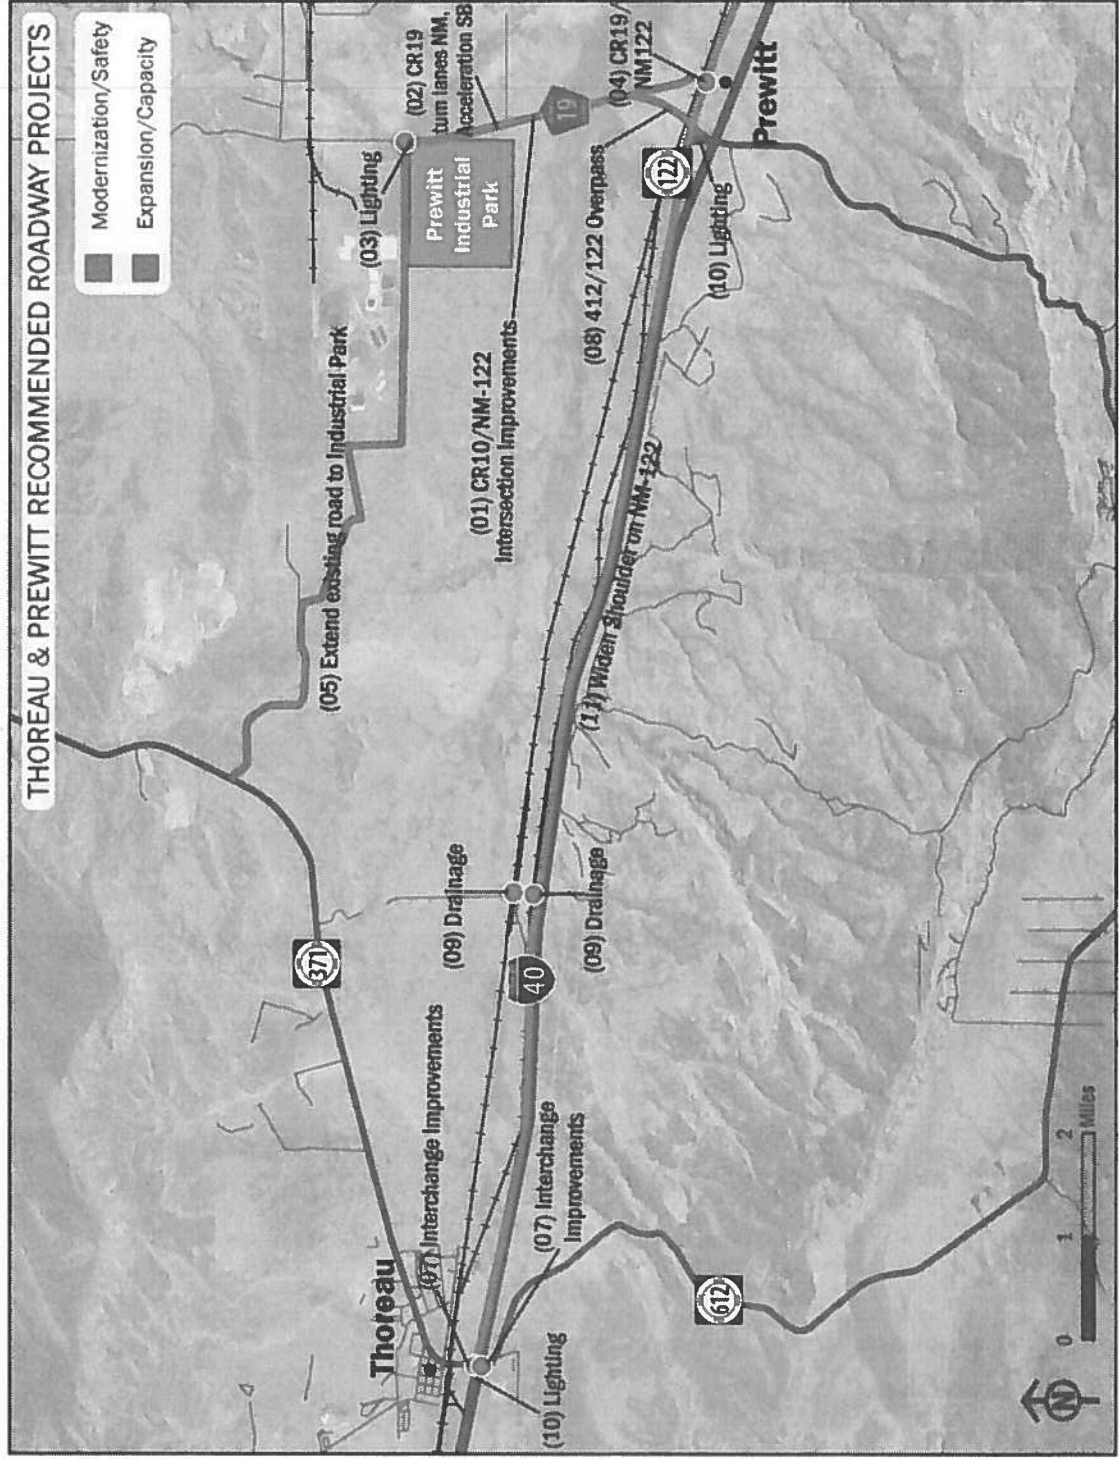 THOREAU & PREWITT RECOMMENDED ROADWAY PROJECTS
Modernization/Safety
Expansion/Capacity
371
Thoreau
(07) Interchange Improvements
(09) Drainage
(05) Extend existing road to Industrial Park
(03) Lighting
(02) CR19
turn lanes NM,
Acceleration SB
Prewitt
Industrial
Park
(01) CR10/NM-122
Intersection Improvements
19
(04) CR19/
NM122
(08) 412/122 Overpass
122
Prewitt
(10) Lighting
(11) Widen Shoulder on NM-122
40
(09) Drainage
(07) Interchange
Improvements
(10) Lighting
612
N
0 1 2
Miles